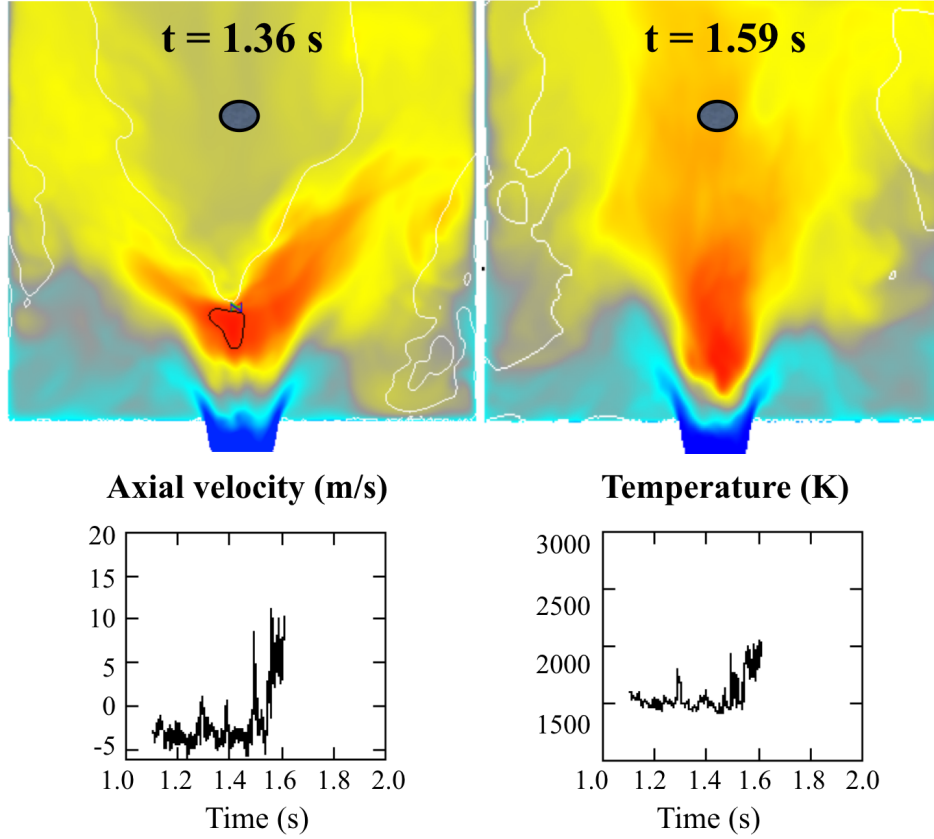 t = 1.36 s
t = 1.59 s
Axial velocity (m/s)
Temperature (K)
20
15
10
5
0
-5
1.0 1.2 1.4 1.6 1.8 2.0
Time (s)
3000
2500
2000
1500
1.0 1.2 1.4 1.6 1.8 2.0
Time (s)